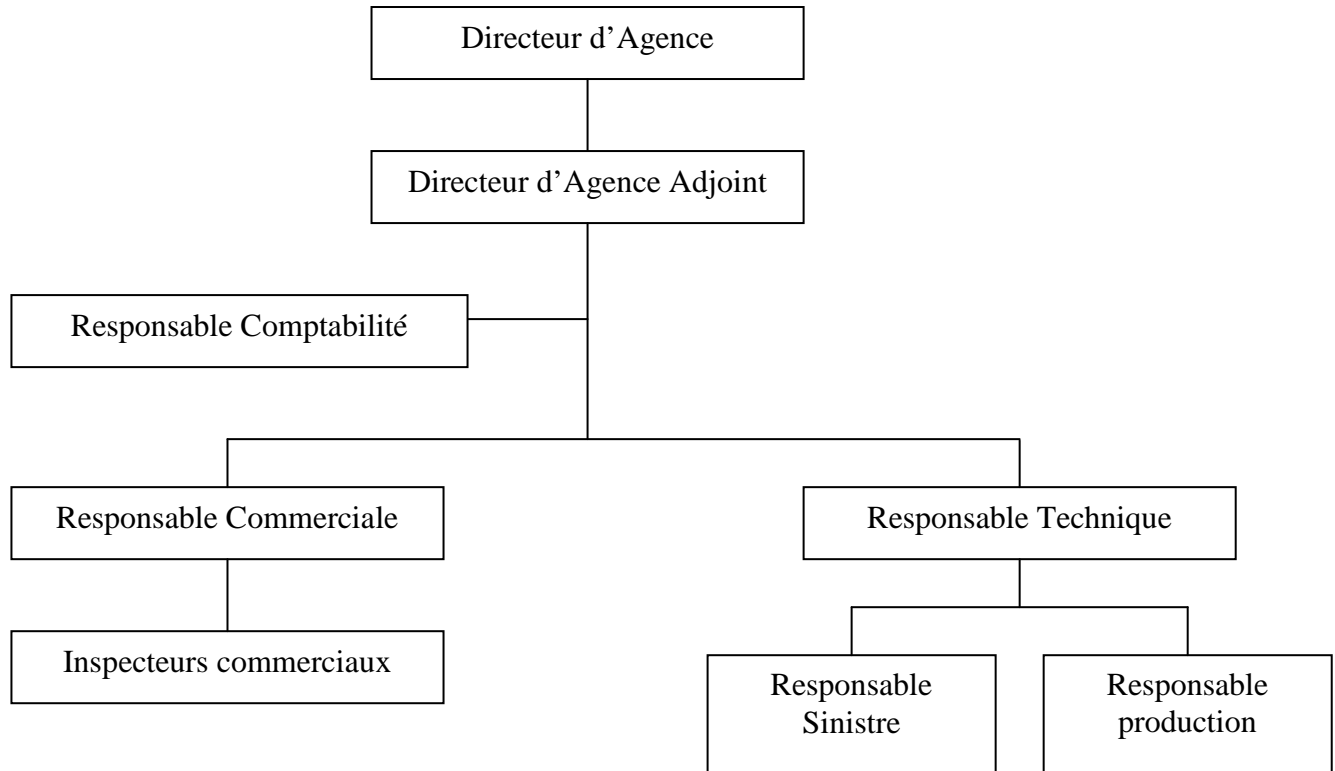 Directeur d’Agence
Directeur d’Agence Adjoint
Responsable Comptabilité
Responsable Commerciale
Responsable Technique
Inspecteurs commerciaux
Responsable
Sinistre
Responsable
production